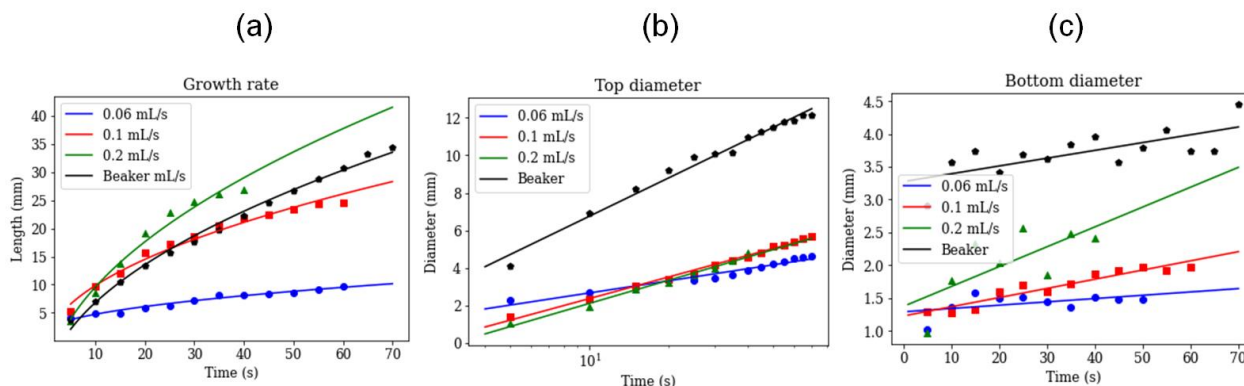 (a)
(b)
(c)
Growth rate
0.06 mL/s
0.1 mL/s
0.2 mL/s
Beaker mL/s
Length (mm)
40
35
30
25
20
15
10
5
10
20
30
40
50
60
70
Time (s)
Top diameter
0.06 mL/s
0.1 mL/s
0.2 mL/s
Beaker
Diameter (mm)
12
10
8
6
4
2
0
10¹
Time (s)
Bottom diameter
0.06 mL/s
0.1 mL/s
0.2 mL/s
Beaker
Diameter (mm)
4.5
4.0
3.5
3.0
2.5
2.0
1.5
1.0
0
10
20
30
40
50
60
70
Time (s)